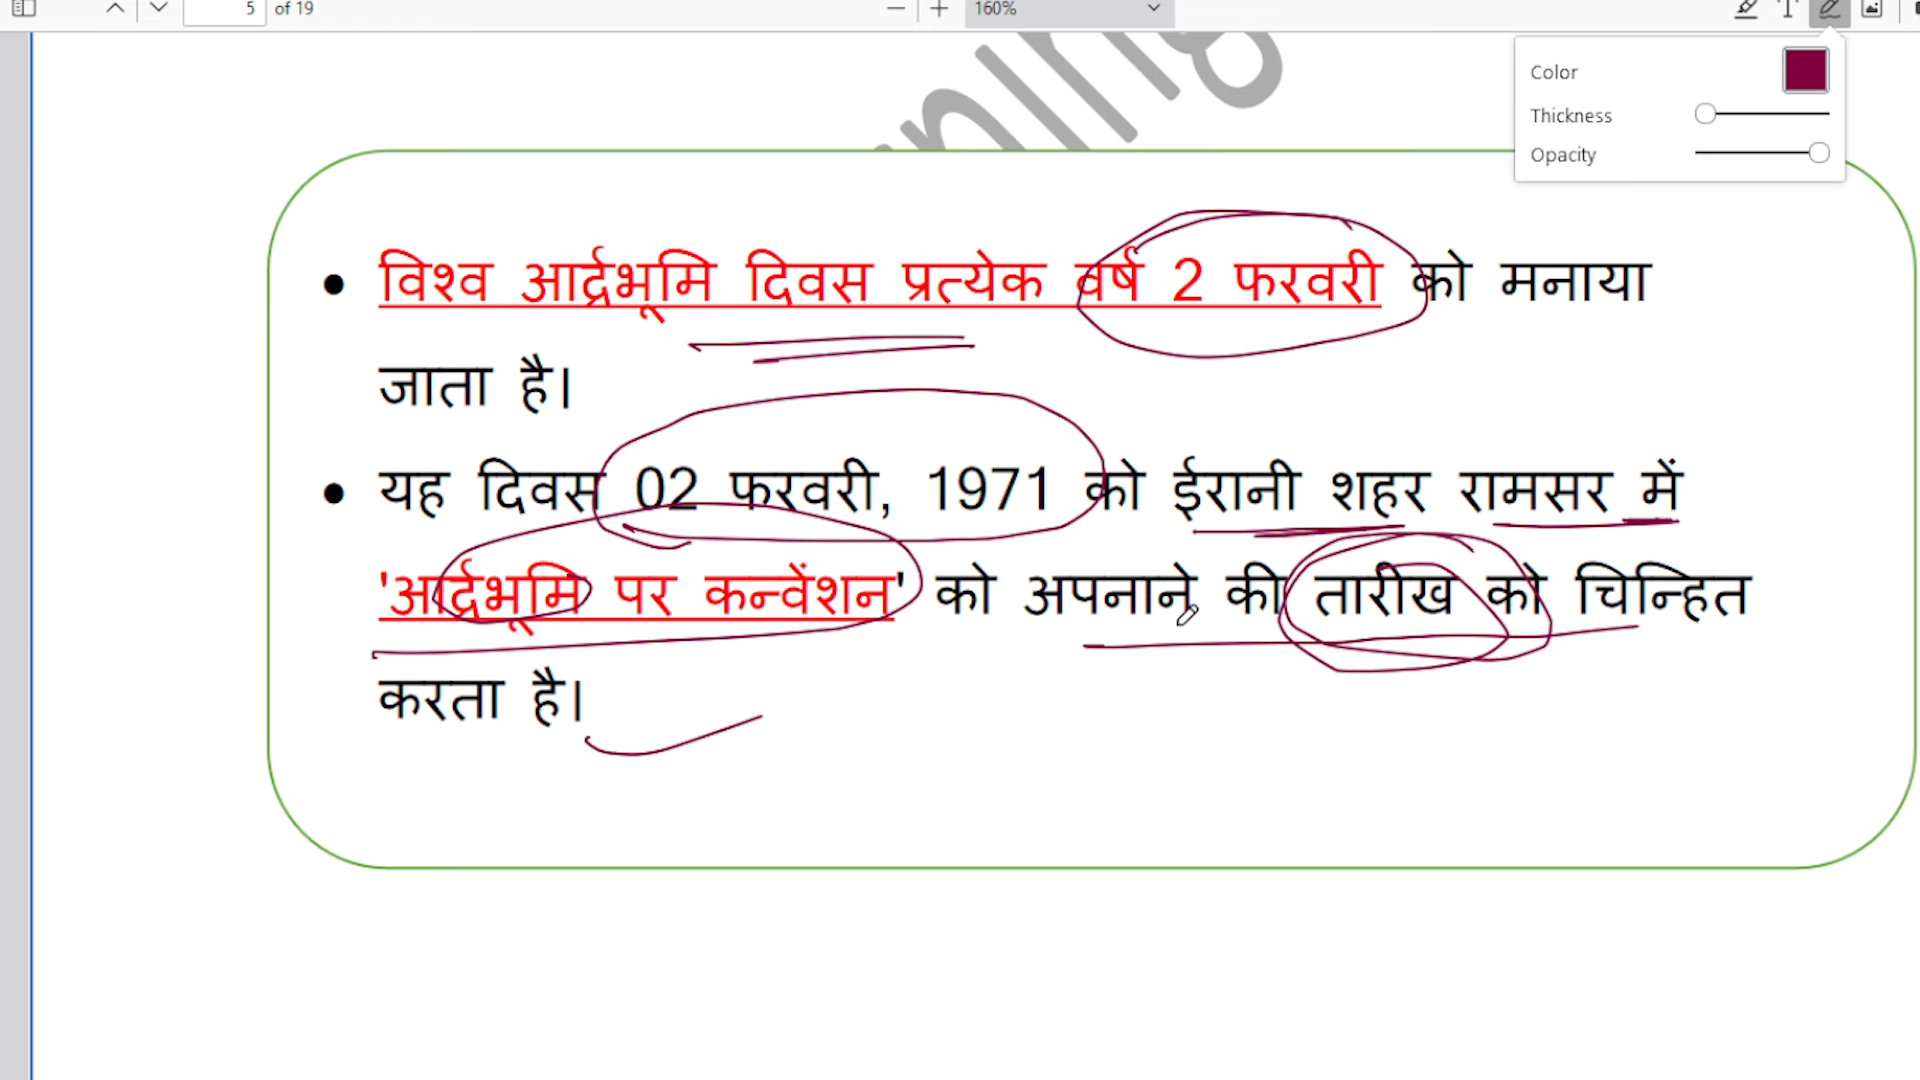 5 of 19
160%
Color
Thickness
Opacity
• विश्व आर्द्रभूमि दिवस प्रत्येक वर्ष 2 फरवरी को मनाया
जाता है।
• यह दिवस 02 फरवरी, 1971 को ईरानी शहर रामसर में
'आर्द्रभूमि पर कन्वेंशन' को अपनाने की तारीख को चिन्हित
करता है।